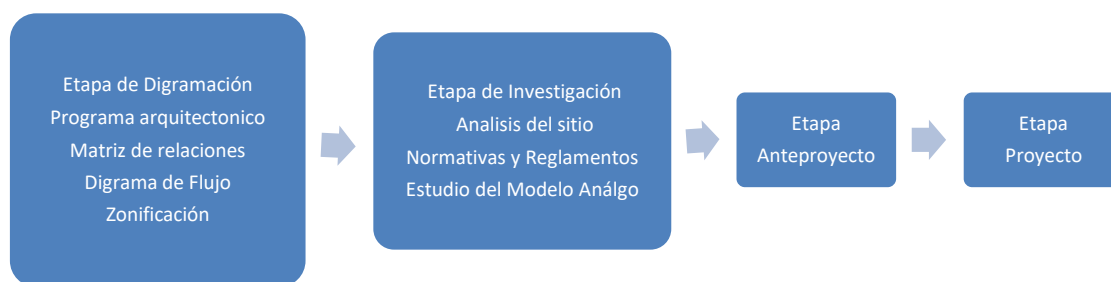 Etapa de Digramación
Programa arquitectonico
Matriz de relaciones
Digrama de Flujo
Zonificación
Etapa de Investigación
Analisis del sitio
Normativas y Reglamentos
Estudio del Modelo Análgo
Etapa
Anteproyecto
Etapa
Proyecto